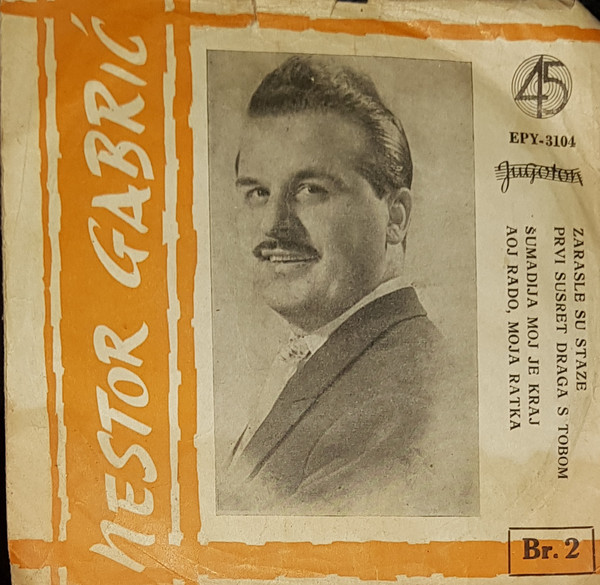 NESTOR GABRIĆ
45
EPY-3104
Jugoton
ZARASLE SU STAZE
PRVI SUSRET DRAGA S TOBOM
ŠUMADIJA MOJ JE KRAJ
AOJ RADO, MOJA RATKA
Br. 2